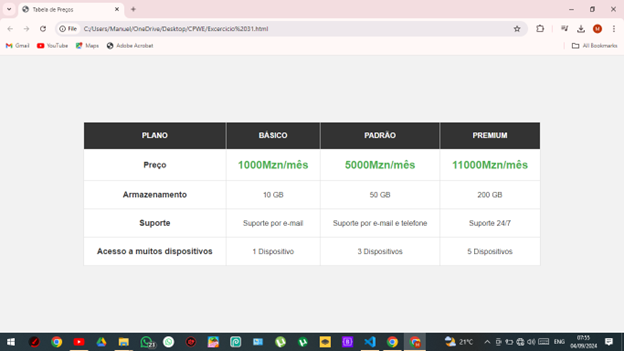 Tabela de Preços
File
C:/Users/Manuel/OneDrive/Desktop/CPWE/Excercicio%2031.html
M
Gmail YouTube Maps Adobe Acrobat All Bookmarks
PLANO BÁSICO PADRÃO PREMIUM
Preço 1000Mzn/mês 5000Mzn/mês 11000Mzn/mês
Armazenamento 10 GB 50 GB 200 GB
Suporte Suporte por e-mail Suporte por e-mail e telefone Suporte 24/7
Acesso a muitos dispositivos 1 Dispositivo 3 Dispositivos 5 Dispositivos
21°C ENG 07:55
04/09/2024